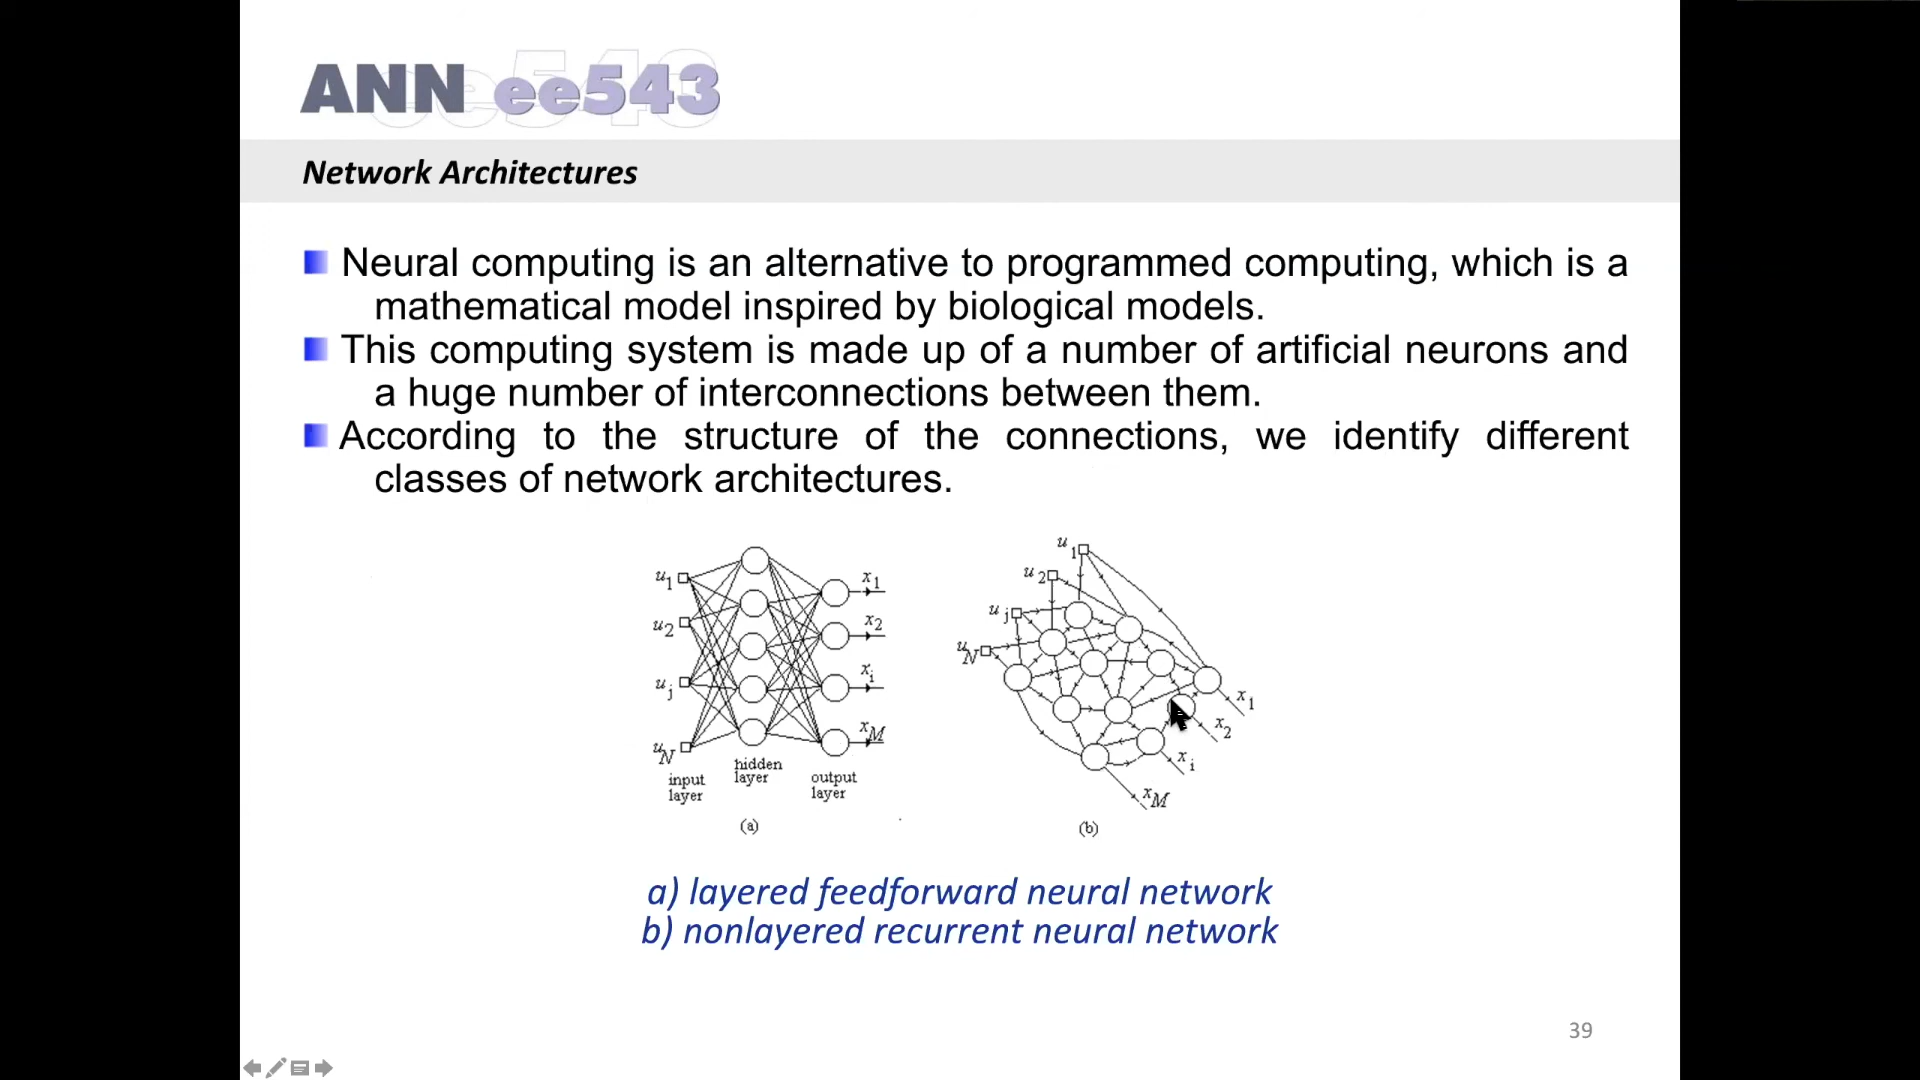 ANN ee543
Network Architectures
Neural computing is an alternative to programmed computing, which is a
mathematical model inspired by biological models.
This computing system is made up of a number of artificial neurons and
a huge number of interconnections between them.
According to the structure of the connections, we identify different
classes of network architectures.
u1
u2
uj
uN
x1
x2
xi
xM
input
layer
hidden
layer
output
layer
(a)
u1
u2
uj
uN
x1
x2
xi
xM
(b)
a) layered feedforward neural network
b) nonlayered recurrent neural network
39